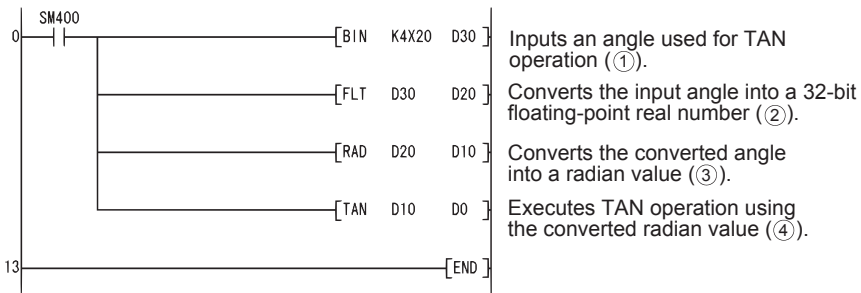 SM400
0 [BIN K4X20 D30] Inputs an angle used for TAN
operation (①).
[FLT D30 D20] Converts the input angle into a 32-bit
floating-point real number (②).
[RAD D20 D10] Converts the converted angle
into a radian value (③).
[TAN D10 D0] Executes TAN operation using
the converted radian value (④).
13 [END]